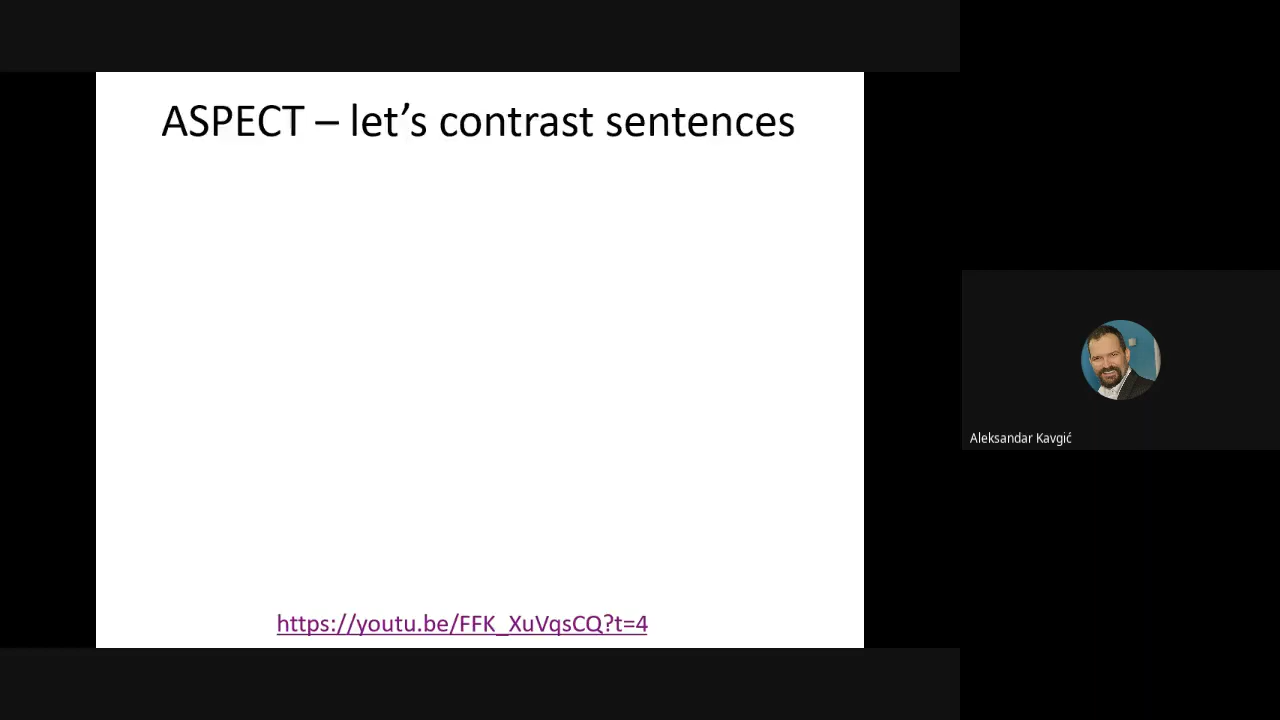 ASPECT – let’s contrast sentences
https://youtu.be/FFK_XuVqsCQ?t=4
Aleksandar Kavgić